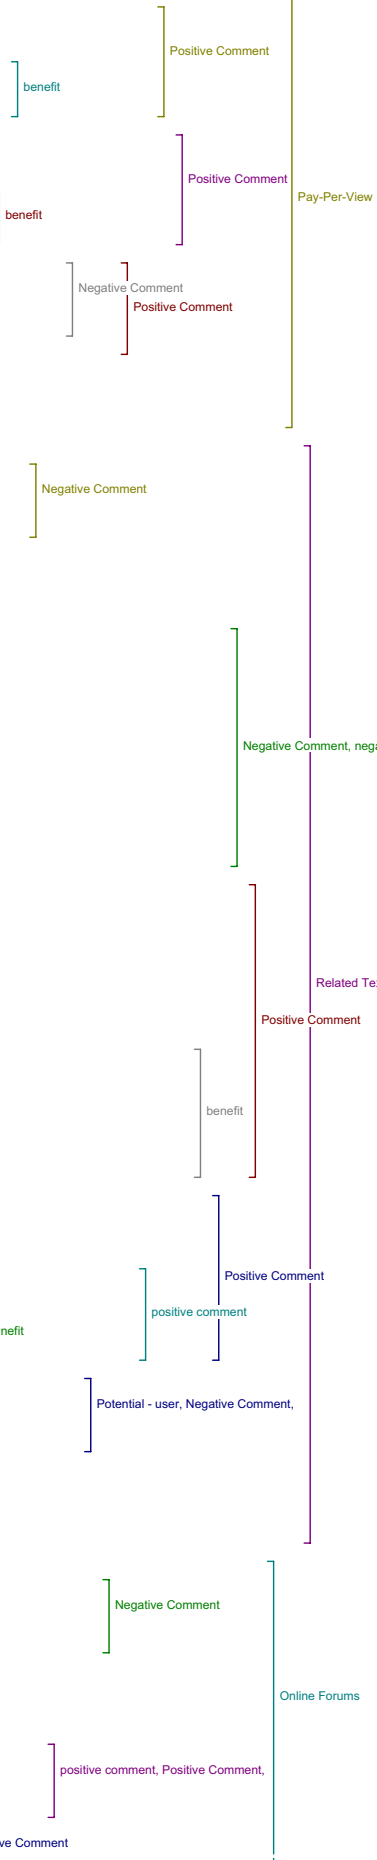 Positive Comment
benefit
Positive Comment
Pay-Per-View
benefit
Negative Comment
Positive Comment
Negative Comment
Negative Comment, nega
Related Te
Positive Comment
benefit
Positive Comment
positive comment
nefit
Potential - user, Negative Comment,
Negative Comment
Online Forums
positive comment, Positive Comment,
ve Comment